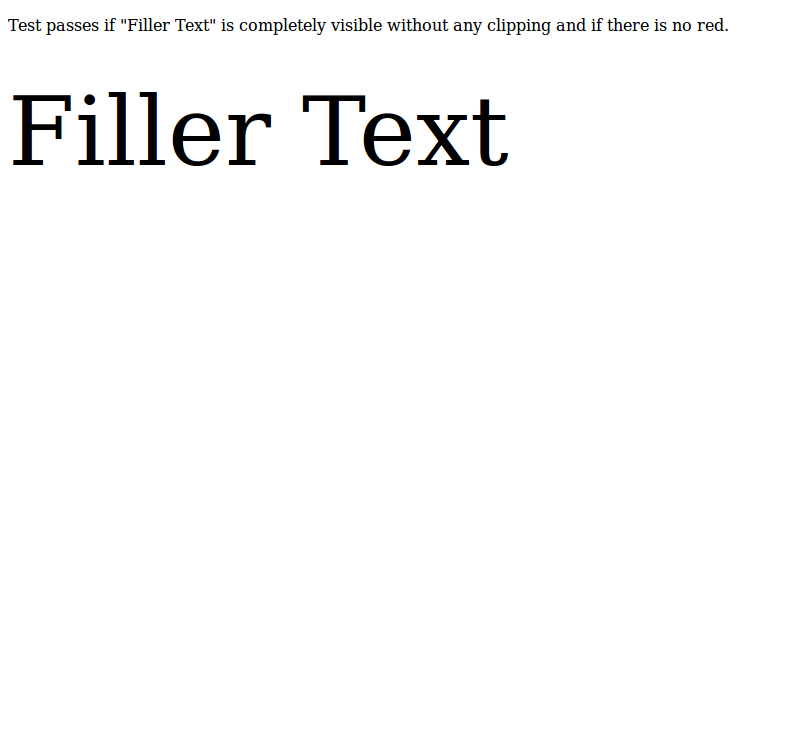 Test passes if "Filler Text" is completely visible without any clipping and if there is no red.
Filler Text